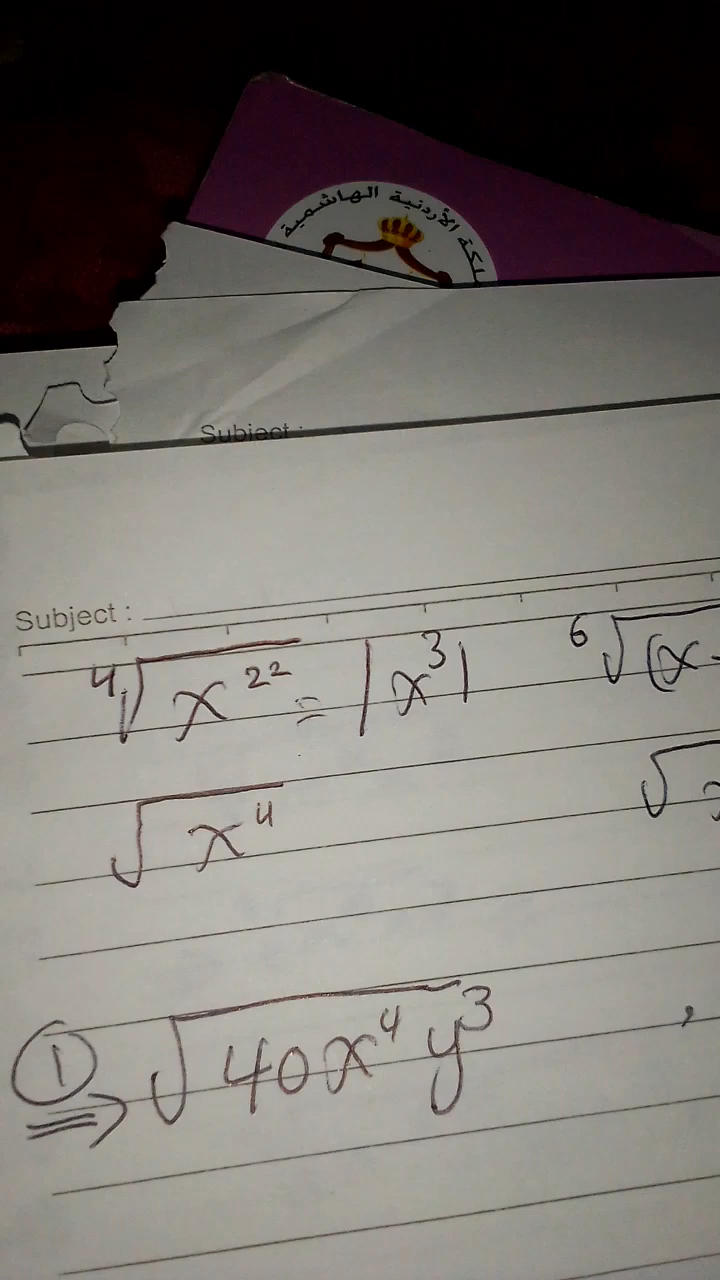 المملكة الأردنية الهاشمية
Subject :
Subject :
⁴√x²² = |x³| ⁶√(x-
√x⁴ √
① ⇒ √40x⁴y³ ,